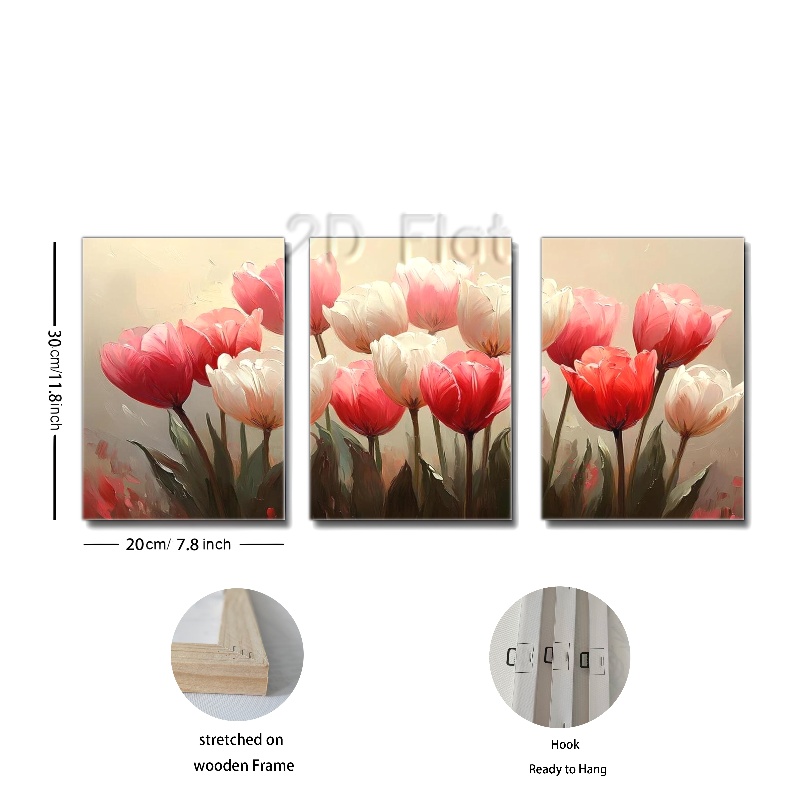 2D Flat
30cm/11.8inch
20cm/ 7.8 inch
stretched on
wooden Frame
Hook
Ready to Hang